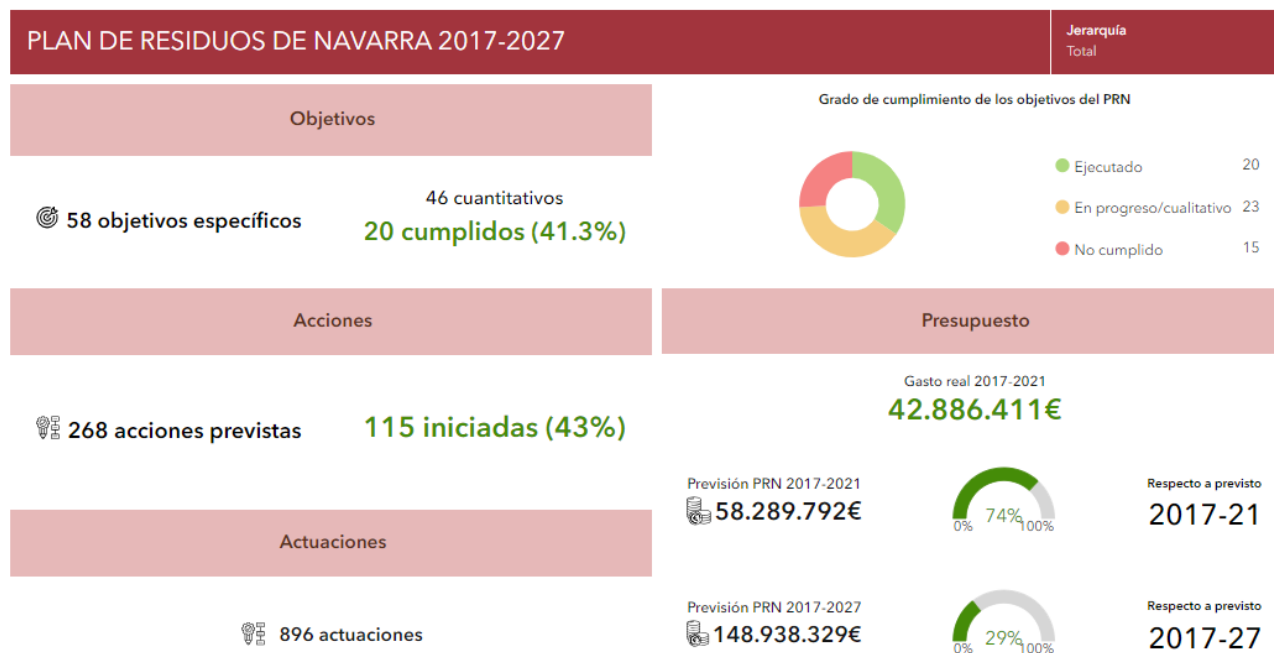 PLAN DE RESIDUOS DE NAVARRA 2017-2027
Jerarquía
Total
Objetivos
58 objetivos específicos
46 cuantitativos
20 cumplidos (41.3%)
Grado de cumplimiento de los objetivos del PRN
Ejecutado 20
En progreso/cualitativo 23
No cumplido 15
Acciones
268 acciones previstas
115 iniciadas (43%)
Presupuesto
Gasto real 2017-2021
42.886.411€
Previsión PRN 2017-2021
58.289.792€
74%
0% 100%
Respecto a previsto
2017-21
Actuaciones
896 actuaciones
Previsión PRN 2017-2027
148.938.329€
29%
0% 100%
Respecto a previsto
2017-27